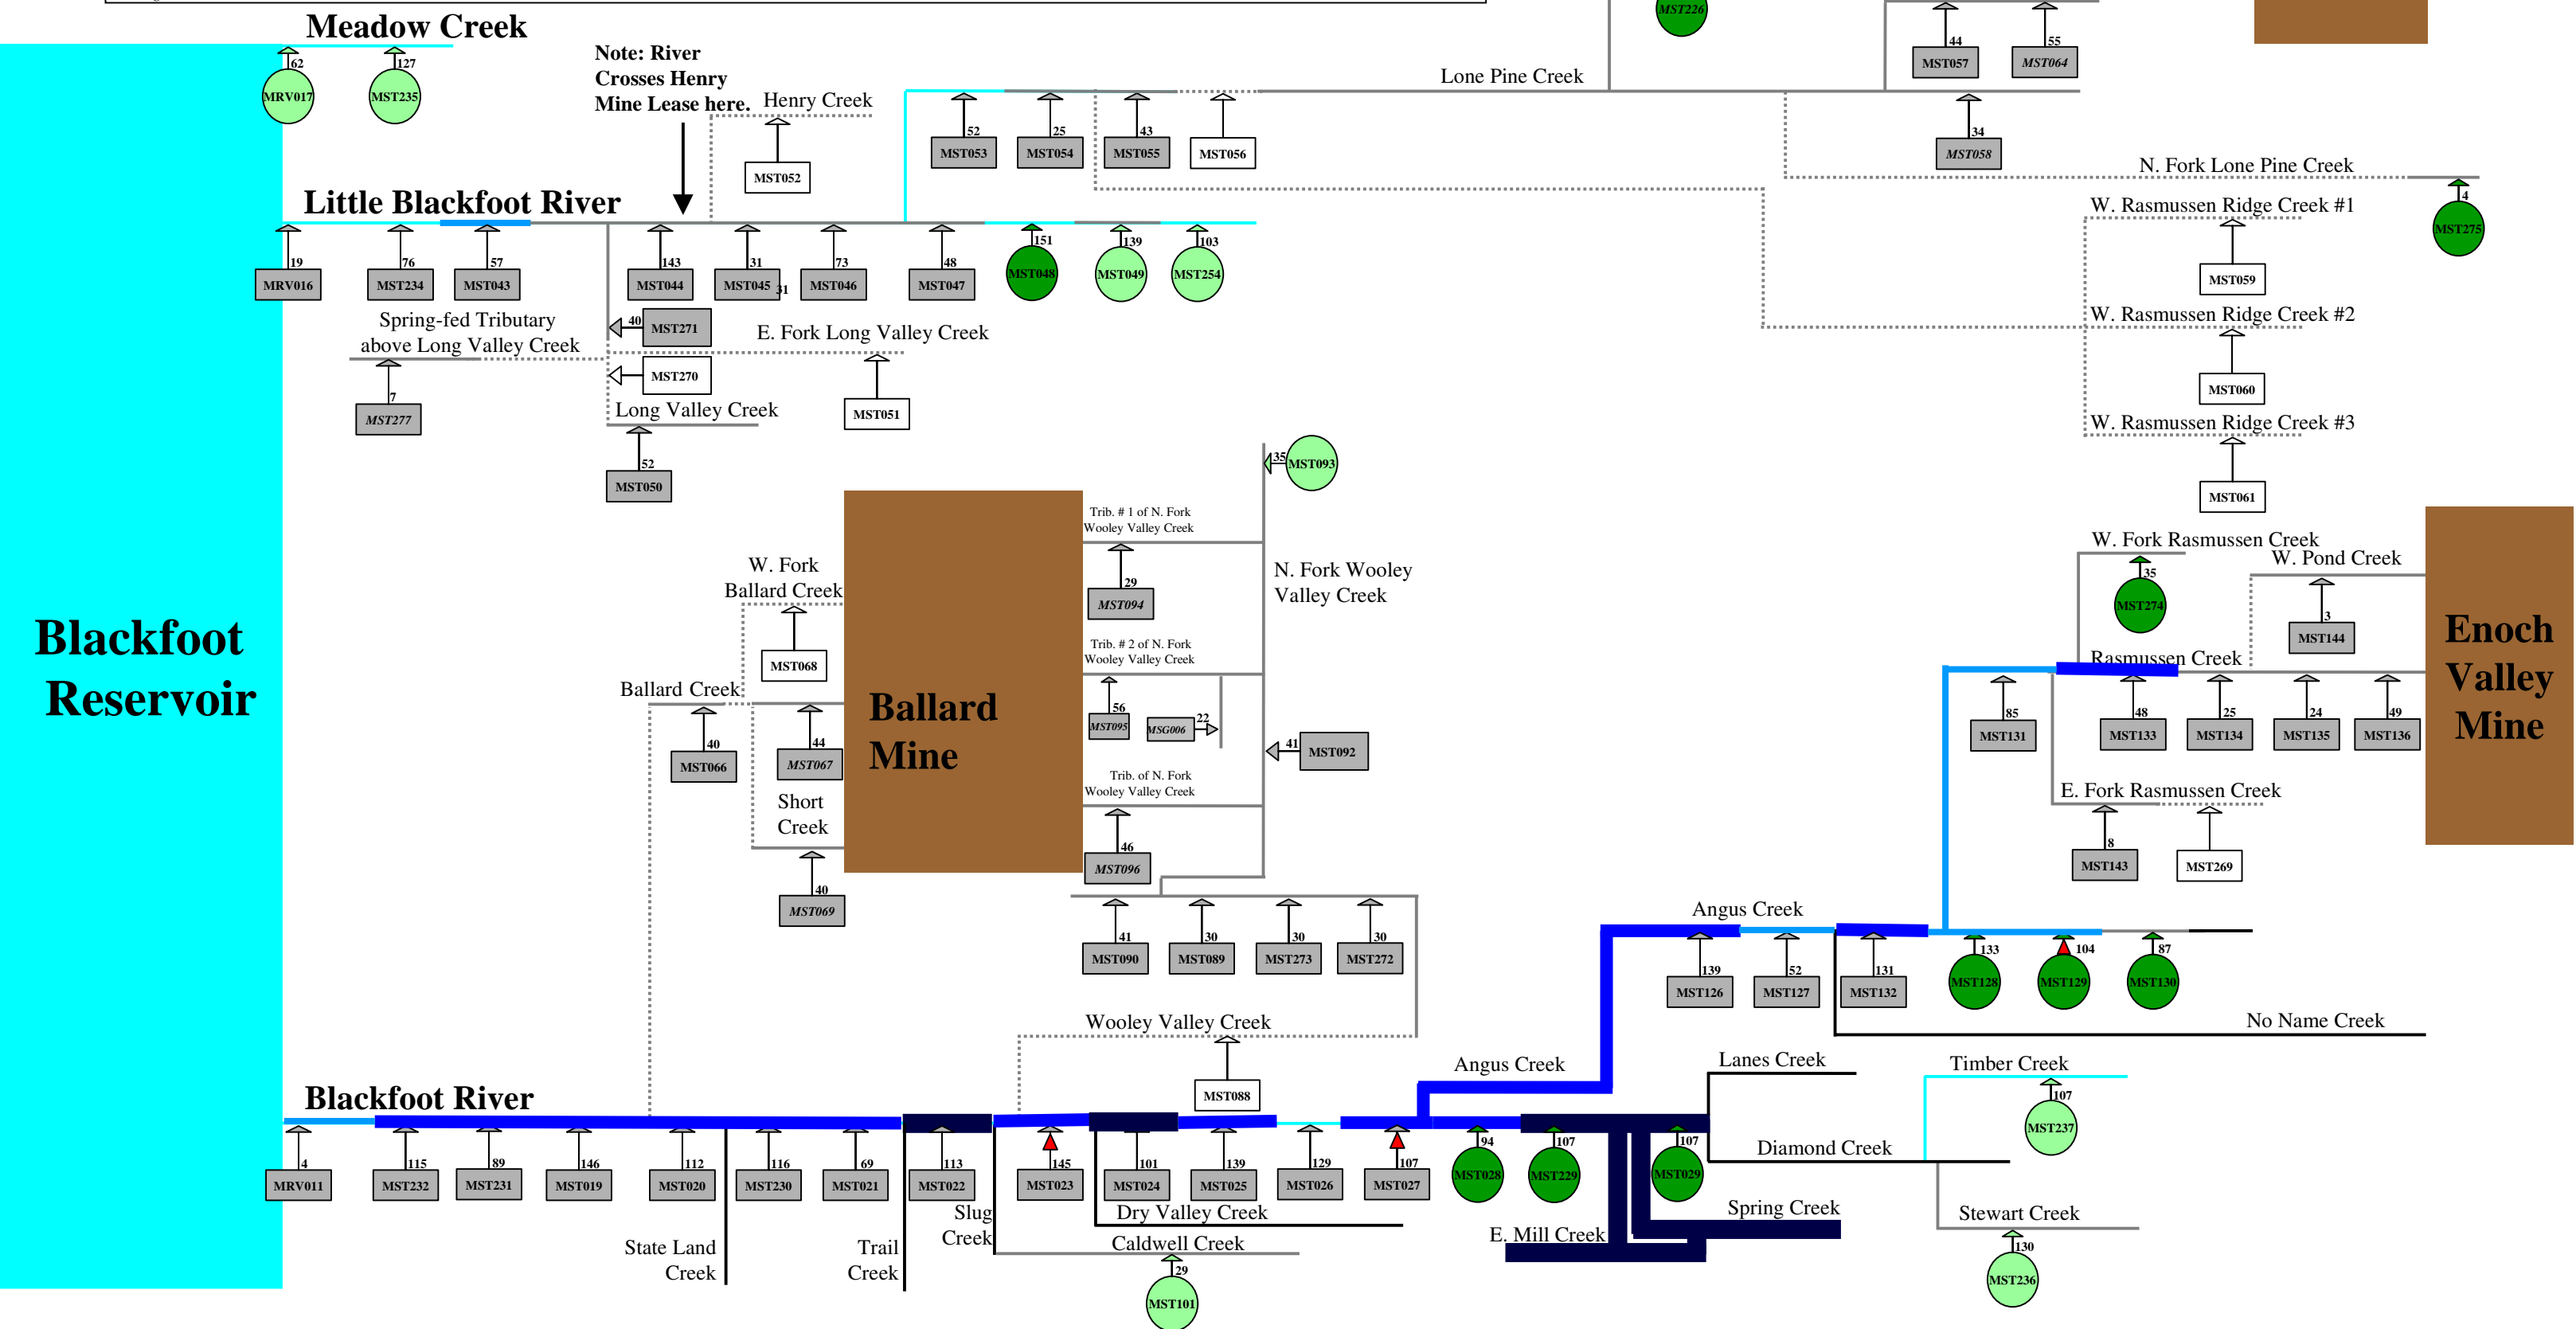 Meadow Creek
62
127
MRV017
MST235
Note: River
Crosses Henry
Mine Lease here.
Henry Creek
MST052
MST226
44
55
MST057
MST064
Lone Pine Creek
52
25
43
MST053
MST054
MST055
MST056
34
MST058
N. Fork Lone Pine Creek
4
MST275
Little Blackfoot River
19
76
57
143
31
73
48
151
139
103
MRV016
MST234
MST043
MST044
MST045
31
MST046
MST047
MST048
MST049
MST254
W. Rasmussen Ridge Creek #1
MST059
W. Rasmussen Ridge Creek #2
MST060
W. Rasmussen Ridge Creek #3
MST061
Spring-fed Tributary
above Long Valley Creek
7
MST277
40
MST271
E. Fork Long Valley Creek
MST270
MST051
Long Valley Creek
52
MST050
35
MST093
Trib. # 1 of N. Fork
Wooley Valley Creek
29
MST094
N. Fork Wooley
Valley Creek
Trib. # 2 of N. Fork
Wooley Valley Creek
56
MST095
22
MSG006
41
MST092
Trib. of N. Fork
Wooley Valley Creek
46
MST096
W. Fork
Ballard Creek
MST068
Ballard Creek
40
MST066
44
MST067
Short
Creek
40
MST069
Ballard
Mine
Blackfoot
Reservoir
W. Fork Rasmussen Creek
35
MST274
W. Pond Creek
3
MST144
Rasmussen Creek
85
48
25
24
49
MST131
MST133
MST134
MST135
MST136
E. Fork Rasmussen Creek
8
MST143
MST269
Enoch
Valley
Mine
41
30
30
30
MST090
MST089
MST273
MST272
Angus Creek
139
52
131
133
104
87
MST126
MST127
MST132
MST128
MST129
MST130
No Name Creek
Wooley Valley Creek
MST088
Angus Creek
Lanes Creek
Timber Creek
107
MST237
Diamond Creek
Stewart Creek
130
MST236
Blackfoot River
4
115
89
146
112
116
69
113
145
101
139
129
107
94
107
107
MRV011
MST232
MST231
MST019
MST020
MST230
MST021
MST022
MST023
MST024
MST025
MST026
MST027
MST028
MST229
MST029
State Land
Creek
Trail
Creek
Slug
Creek
Dry Valley Creek
Caldwell Creek
29
MST101
E. Mill Creek
Spring Creek